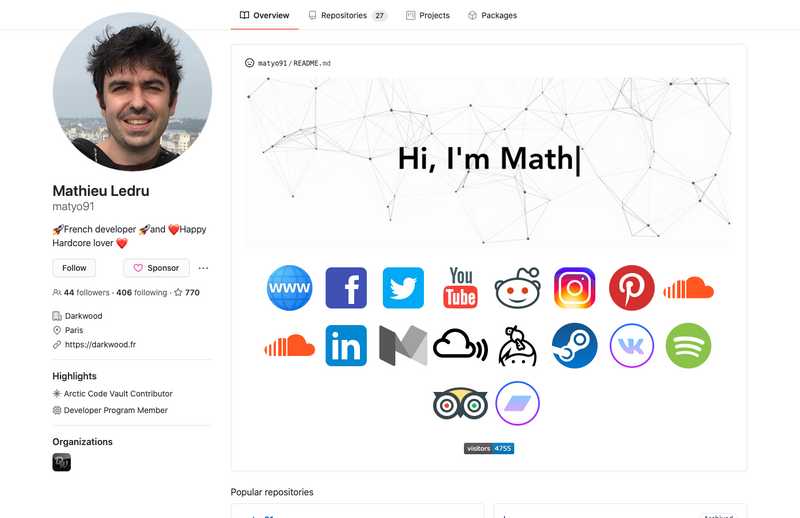 Overview
Repositories 27
Projects
Packages
Mathieu Ledru
matyo91
🚀French developer 🚀and ❤️Happy
Hardcore lover ❤️
Follow
Sponsor
44 followers · 406 following · 770
Darkwood
Paris
https://darkwood.fr
Highlights
Arctic Code Vault Contributor
Developer Program Member
Organizations
matyo91/README.md
Hi, I'm Math|
www
f
You
Tube
in
visitors 4755
Popular repositories